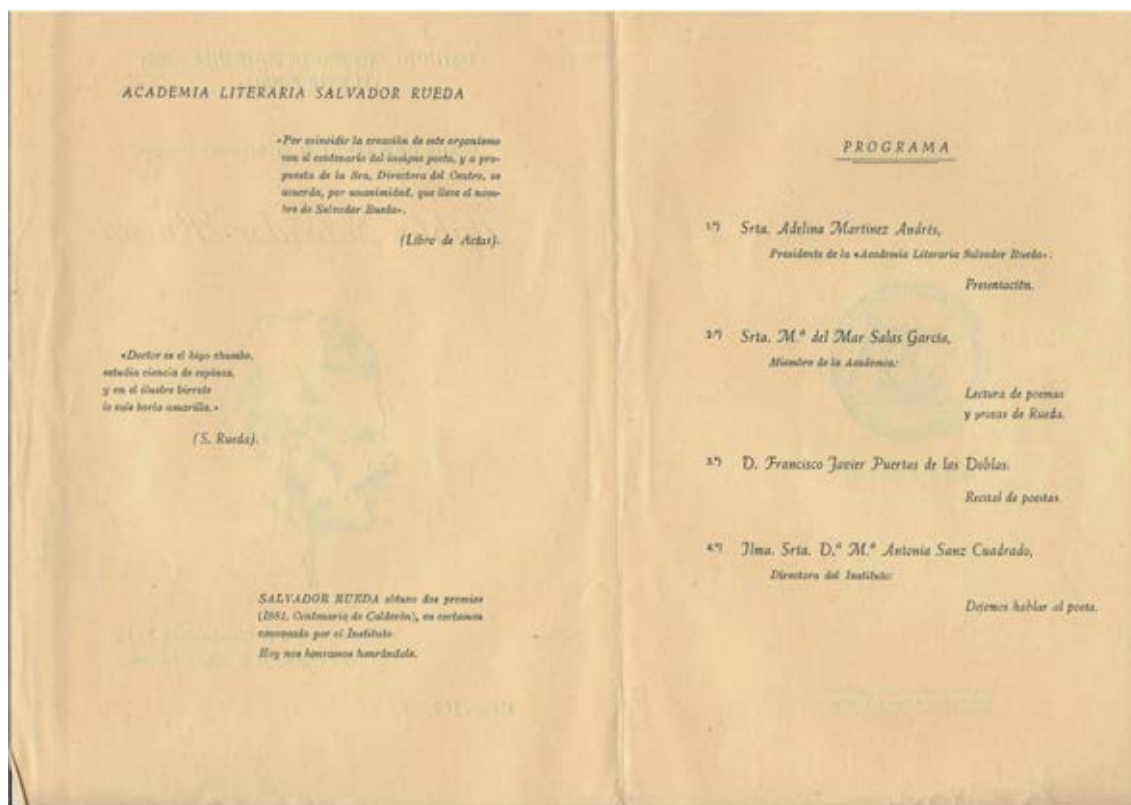 ACADEMIA LITERARIA SALVADOR RUEDA
«Por coincidir la creación de este organismo
con el centenario del insigne poeta, y a pro-
puesta de la Sra. Directora del Centro, se
acuerda, por unanimidad, que lleve el nom-
bre de Salvador Rueda».
(Libro de Actas).
«Doctor es el higo chumbo,
estudia ciencia de espinas,
y en el ilustre birrete
la borla amarilla.»
(S. Rueda).
SALVADOR RUEDA obtuvo dos premios
(1881, Centenario de Calderón), en certamen
convocado por el Instituto.
Hoy nos honramos honrándole.
PROGRAMA
1.º) Srta. Adelina Martínez Andrés,
Presidente de la «Academia Literaria Salvador Rueda»:
Presentación.
2.º) Srta. M.ª del Mar Salas García,
Miembro de la Academia:
Lectura de poemas
y prosas de Rueda.
3.º) D. Francisco Javier Puertas de las Doblas.
Recital de poesías.
4.º) Ilma. Srta. D.ª M.ª Antonia Sanz Cuadrado,
Directora del Instituto:
Dejemos hablar al poeta.